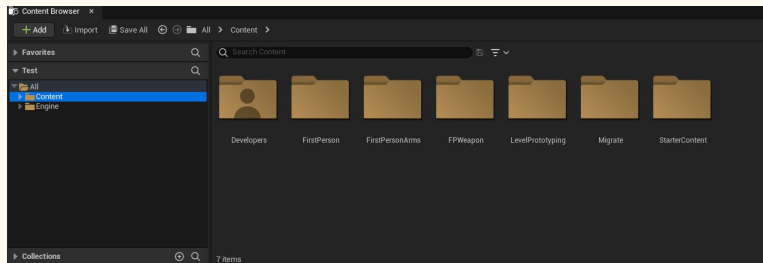 Content Browser
Add Import Save All All Content
Favorites
Search Content
Test
All
Content
Engine
Developers FirstPerson FirstPersonArms FPWeapon LevelPrototyping Migrate StarterContent
Collections
7 items